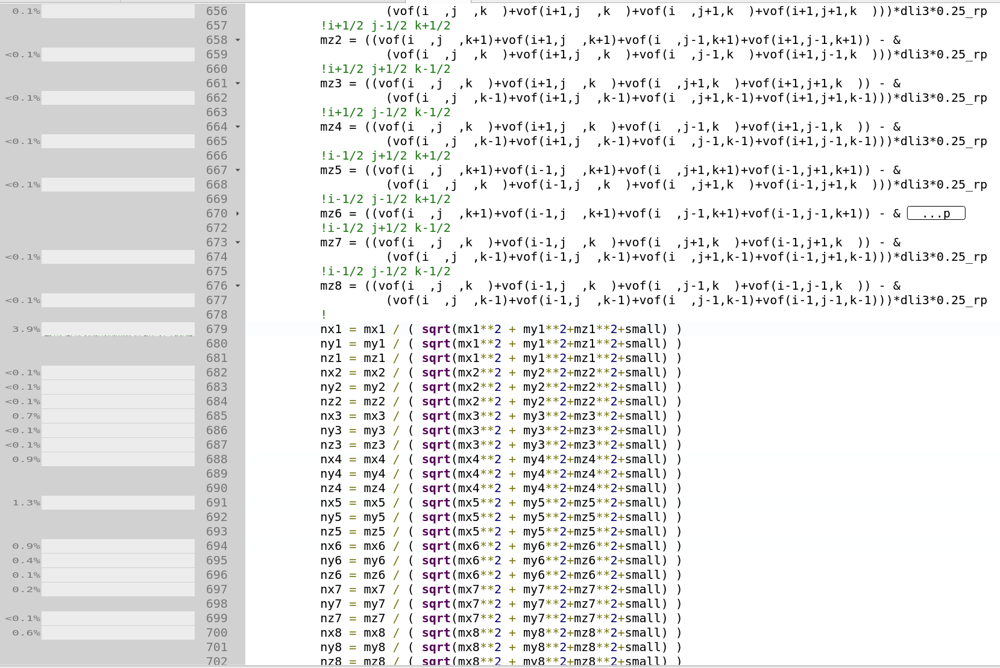 0.1% 656 (vof(i  ,j  ,k  )+vof(i+1,j  ,k  )+vof(i  ,j+1,k  )+vof(i+1,j+1,k  )))*dli3*0.25_rp
657 !i+1/2 j-1/2 k+1/2
658 mz2 = ((vof(i  ,j  ,k+1)+vof(i+1,j  ,k+1)+vof(i  ,j-1,k+1)+vof(i+1,j-1,k+1)) - &
<0.1% 659 (vof(i  ,j  ,k  )+vof(i+1,j  ,k  )+vof(i  ,j-1,k  )+vof(i+1,j-1,k  )))*dli3*0.25_rp
660 !i+1/2 j+1/2 k-1/2
661 mz3 = ((vof(i  ,j  ,k  )+vof(i+1,j  ,k  )+vof(i  ,j+1,k  )+vof(i+1,j+1,k  )) - &
<0.1% 662 (vof(i  ,j  ,k-1)+vof(i+1,j  ,k-1)+vof(i  ,j+1,k-1)+vof(i+1,j+1,k-1)))*dli3*0.25_rp
663 !i+1/2 j-1/2 k-1/2
664 mz4 = ((vof(i  ,j  ,k  )+vof(i+1,j  ,k  )+vof(i  ,j-1,k  )+vof(i+1,j-1,k  )) - &
<0.1% 665 (vof(i  ,j  ,k-1)+vof(i+1,j  ,k-1)+vof(i  ,j-1,k-1)+vof(i+1,j-1,k-1)))*dli3*0.25_rp
666 !i-1/2 j+1/2 k+1/2
667 mz5 = ((vof(i  ,j  ,k+1)+vof(i-1,j  ,k+1)+vof(i  ,j+1,k+1)+vof(i-1,j+1,k+1)) - &
<0.1% 668 (vof(i  ,j  ,k  )+vof(i-1,j  ,k  )+vof(i  ,j+1,k  )+vof(i-1,j+1,k  )))*dli3*0.25_rp
669 !i-1/2 j-1/2 k+1/2
670 mz6 = ((vof(i  ,j  ,k+1)+vof(i-1,j  ,k+1)+vof(i  ,j-1,k+1)+vof(i-1,j-1,k+1)) - & ...p
672 !i-1/2 j+1/2 k-1/2
673 mz7 = ((vof(i  ,j  ,k  )+vof(i-1,j  ,k  )+vof(i  ,j+1,k  )+vof(i-1,j+1,k  )) - &
<0.1% 674 (vof(i  ,j  ,k-1)+vof(i-1,j  ,k-1)+vof(i  ,j+1,k-1)+vof(i-1,j+1,k-1)))*dli3*0.25_rp
675 !i-1/2 j-1/2 k-1/2
676 mz8 = ((vof(i  ,j  ,k  )+vof(i-1,j  ,k  )+vof(i  ,j-1,k  )+vof(i-1,j-1,k  )) - &
<0.1% 677 (vof(i  ,j  ,k-1)+vof(i-1,j  ,k-1)+vof(i  ,j-1,k-1)+vof(i-1,j-1,k-1)))*dli3*0.25_rp
678 !
3.9% 679 nx1 = mx1 / ( sqrt(mx1**2 + my1**2+mz1**2+small) )
680 ny1 = my1 / ( sqrt(mx1**2 + my1**2+mz1**2+small) )
681 nz1 = mz1 / ( sqrt(mx1**2 + my1**2+mz1**2+small) )
<0.1% 682 nx2 = mx2 / ( sqrt(mx2**2 + my2**2+mz2**2+small) )
<0.1% 683 ny2 = my2 / ( sqrt(mx2**2 + my2**2+mz2**2+small) )
<0.1% 684 nz2 = mz2 / ( sqrt(mx2**2 + my2**2+mz2**2+small) )
0.7% 685 nx3 = mx3 / ( sqrt(mx3**2 + my3**2+mz3**2+small) )
<0.1% 686 ny3 = my3 / ( sqrt(mx3**2 + my3**2+mz3**2+small) )
<0.1% 687 nz3 = mz3 / ( sqrt(mx3**2 + my3**2+mz3**2+small) )
0.9% 688 nx4 = mx4 / ( sqrt(mx4**2 + my4**2+mz4**2+small) )
689 ny4 = my4 / ( sqrt(mx4**2 + my4**2+mz4**2+small) )
690 nz4 = mz4 / ( sqrt(mx4**2 + my4**2+mz4**2+small) )
1.3% 691 nx5 = mx5 / ( sqrt(mx5**2 + my5**2+mz5**2+small) )
692 ny5 = my5 / ( sqrt(mx5**2 + my5**2+mz5**2+small) )
693 nz5 = mz5 / ( sqrt(mx5**2 + my5**2+mz5**2+small) )
0.9% 694 nx6 = mx6 / ( sqrt(mx6**2 + my6**2+mz6**2+small) )
0.4% 695 ny6 = my6 / ( sqrt(mx6**2 + my6**2+mz6**2+small) )
0.1% 696 nz6 = mz6 / ( sqrt(mx6**2 + my6**2+mz6**2+small) )
0.2% 697 nx7 = mx7 / ( sqrt(mx7**2 + my7**2+mz7**2+small) )
698 ny7 = my7 / ( sqrt(mx7**2 + my7**2+mz7**2+small) )
<0.1% 699 nz7 = mz7 / ( sqrt(mx7**2 + my7**2+mz7**2+small) )
0.6% 700 nx8 = mx8 / ( sqrt(mx8**2 + my8**2+mz8**2+small) )
701 ny8 = my8 / ( sqrt(mx8**2 + my8**2+mz8**2+small) )
702 nz8 = mz8 / ( sqrt(mx8**2 + my8**2+mz8**2+small) )